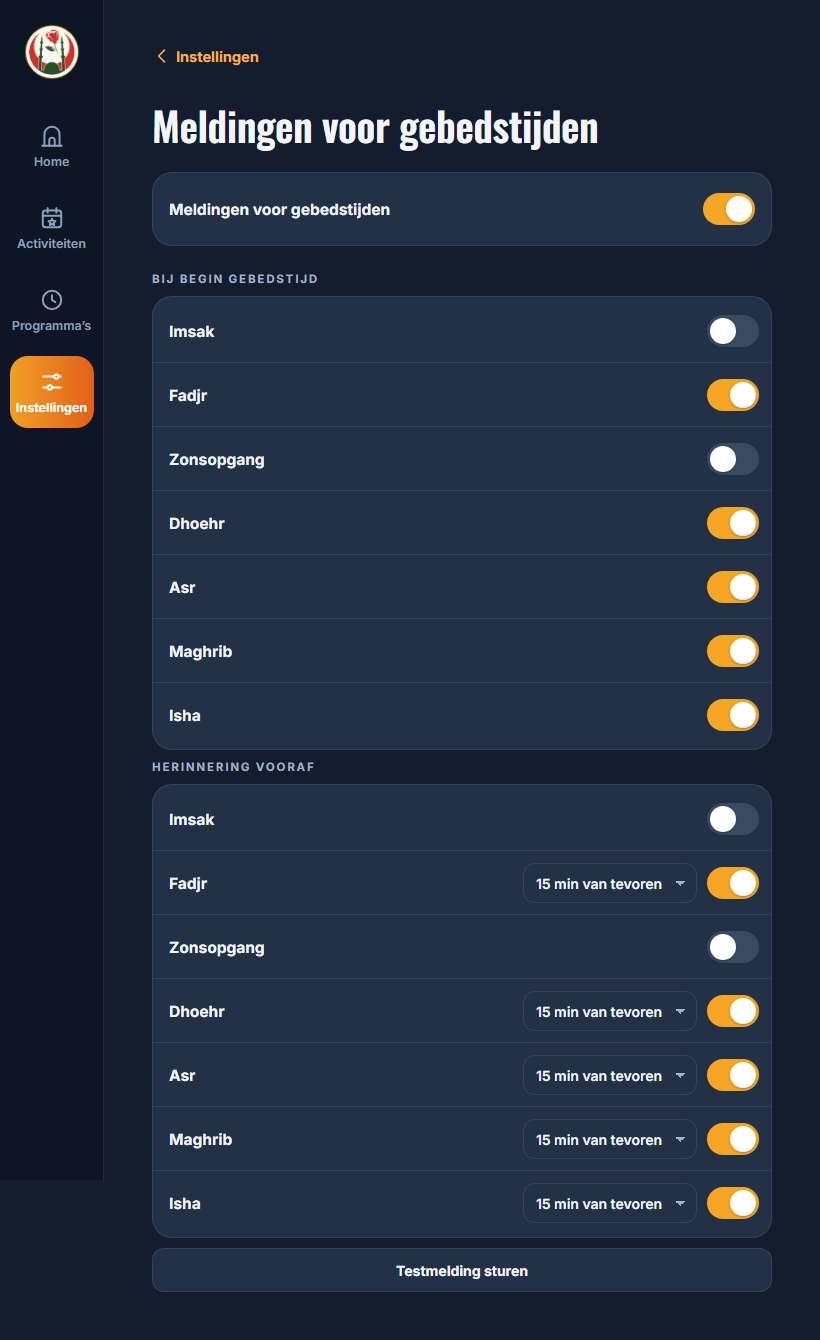 Instellingen
Meldingen voor gebedstijden
Meldingen voor gebedstijden
BIJ BEGIN GEBEDSTIJD
Imsak
Fadjr
Zonsopgang
Dhoehr
Asr
Maghrib
Isha
HERINNERING VOORAF
Imsak
Fadjr 15 min van tevoren
Zonsopgang
Dhoehr 15 min van tevoren
Asr 15 min van tevoren
Maghrib 15 min van tevoren
Isha 15 min van tevoren
Testmelding sturen
Home
Activiteiten
Programma's
Instellingen